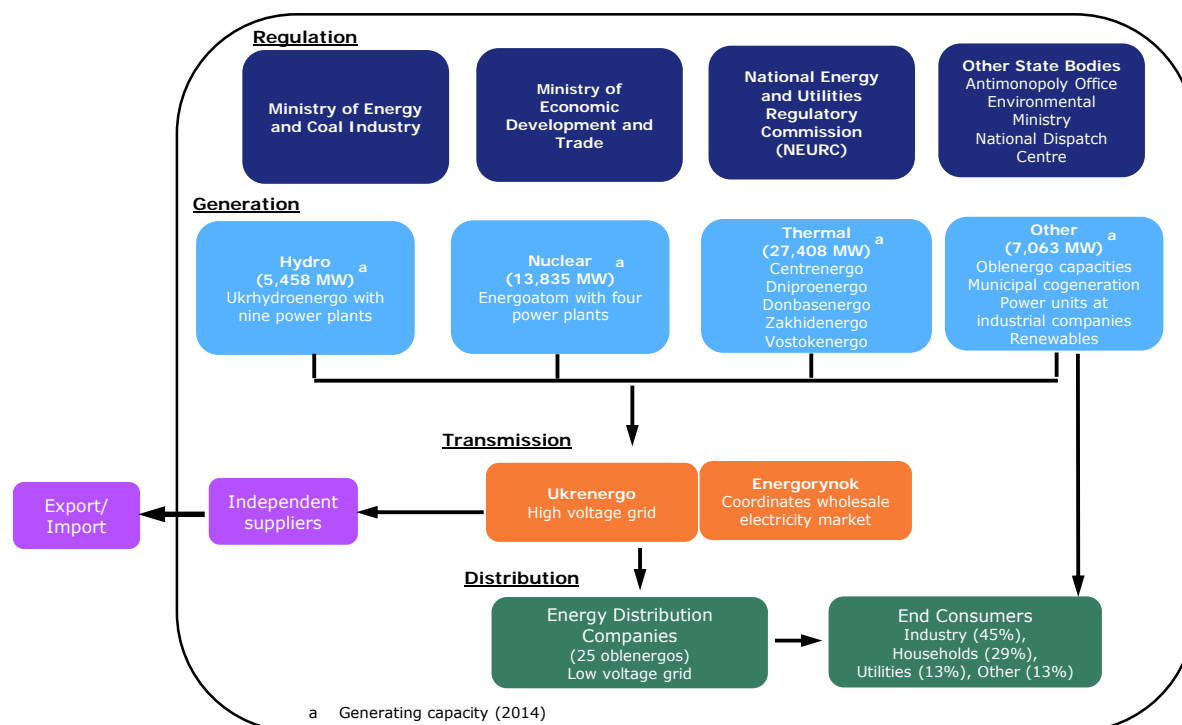 Regulation
Ministry of Energy
and Coal Industry
Ministry of
Economic
Development and
Trade
National Energy
and Utilities
Regulatory
Commission
(NEURC)
Other State Bodies
Antimonopoly Office
Environmental
Ministry
National Dispatch
Centre
Generation
Hydro
(5,458 MW) a
Ukrhydroenergo with
nine power plants
Nuclear
(13,835 MW) a
Energoatom with four
power plants
Thermal
(27,408 MW) a
Centrenergo
Dniproenergo
Donbasenergo
Zakhidenergo
Vostokenergo
Other
(7,063 MW) a
Oblenergo capacities
Municipal cogeneration
Power units at
industrial companies
Renewables
Transmission
Export/
Import
Independent
suppliers
Ukrenergo
High voltage grid
Energorynok
Coordinates wholesale
electricity market
Distribution
Energy Distribution
Companies
(25 oblenergos)
Low voltage grid
End Consumers
Industry (45%),
Households (29%),
Utilities (13%), Other (13%)
a Generating capacity (2014)